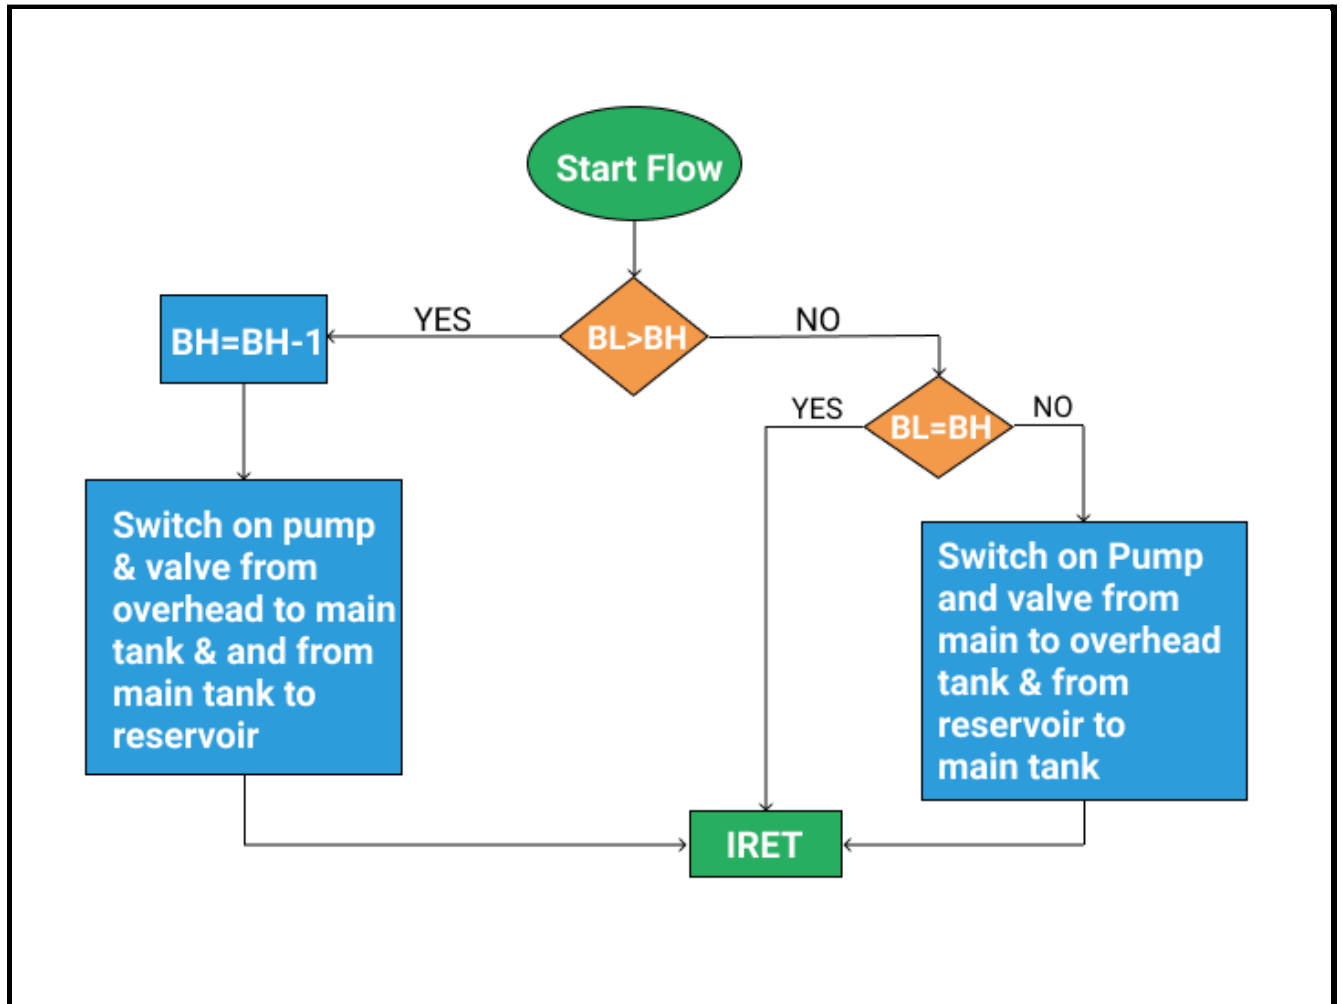 Start Flow
YES
NO
BH=BH-1
BL>BH
YES
NO
BL=BH
Switch on pump
& valve from
overhead to main
tank & and from
main tank to
reservoir
Switch on Pump
and valve from
main to overhead
tank & from
reservoir to
main tank
IRET